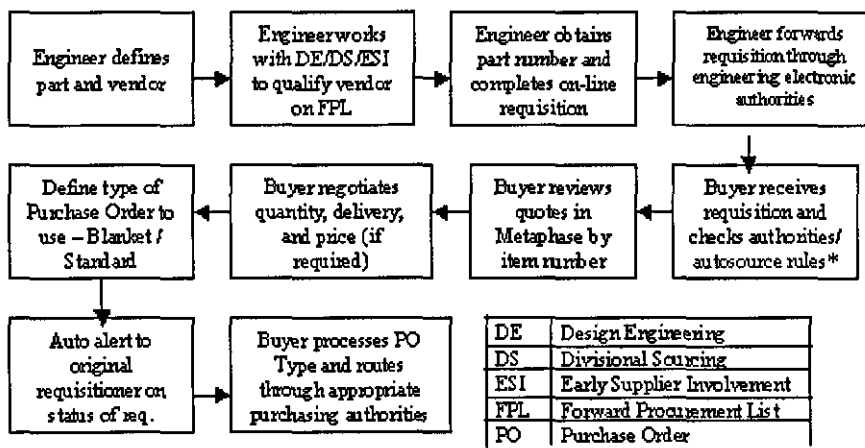 Engineer defines
part and vendor
Engineer works
with DE/DS/ESI
to qualify vendor
on FPL
Engineer obtains
part number and
completes on-line
requisition
Engineer forwards
requisition through
engineering electronic
authorities
Define type of
Purchase Order to
use – Blanket /
Standard
Buyer negotiates
quantity, delivery,
and price (if
required)
Buyer reviews
quotes in
Metaphase by
item number
Buyer receives
requisition and
checks authorities/
autosource rules*
Auto alert to
original
requisitioner on
status of req.
Buyer processes PO
Type and routes
through appropriate
purchasing authorities
DE Design Engineering
DS Divisional Sourcing
ESI Early Supplier Involvement
FPL Forward Procurement List
PO Purchase Order